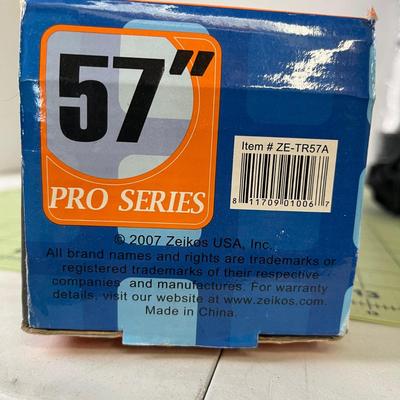 57"
PRO SERIES
Item # ZE-TR57A
8 11709 01006 7
© 2007 Zeikos USA, Inc.
All brand names and rights are trademarks or
registered trademarks of their respective
companies and manufactures. For warranty
details, visit our website at www.zeikos.com.
Made in China.